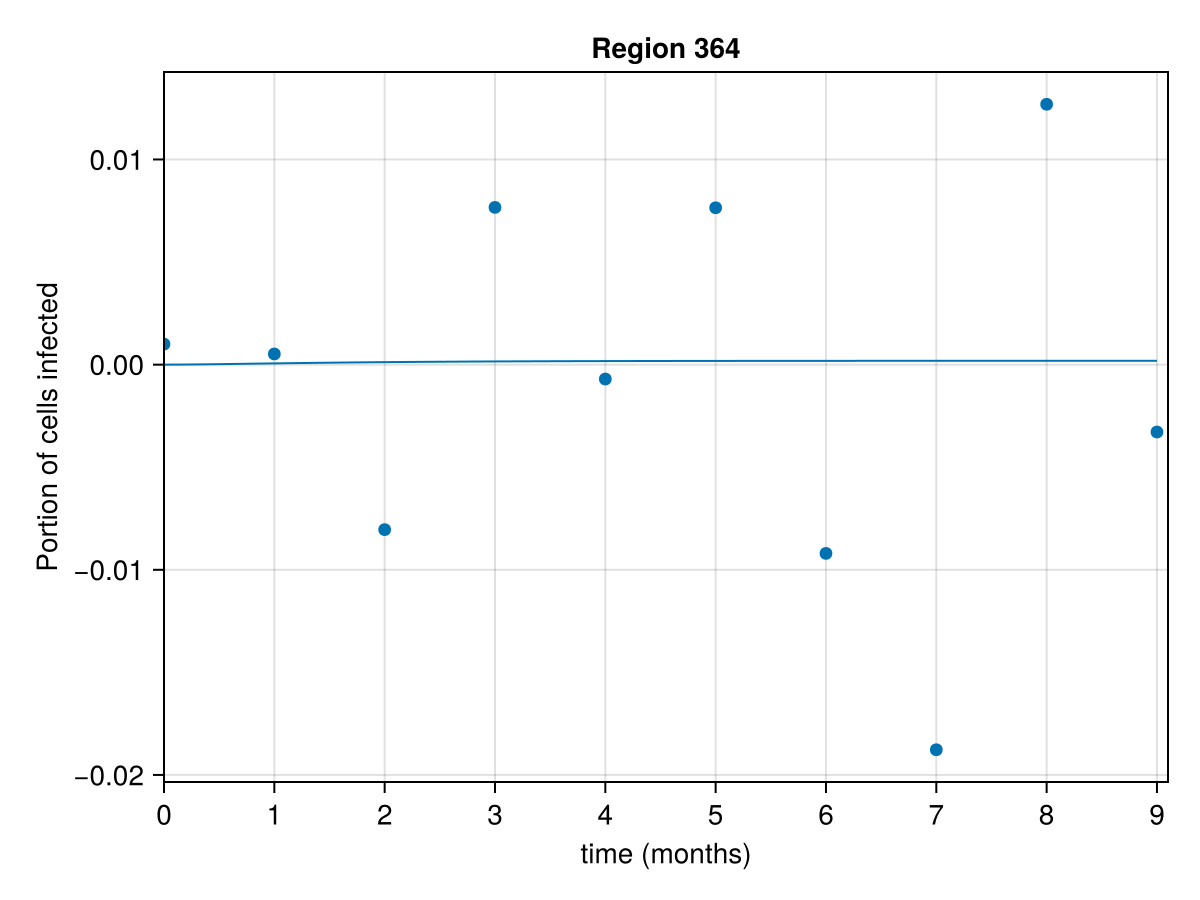 Region 364
0.01
0.00
−0.01
−0.02
Portion of cells infected
0 1 2 3 4 5 6 7 8 9
time (months)